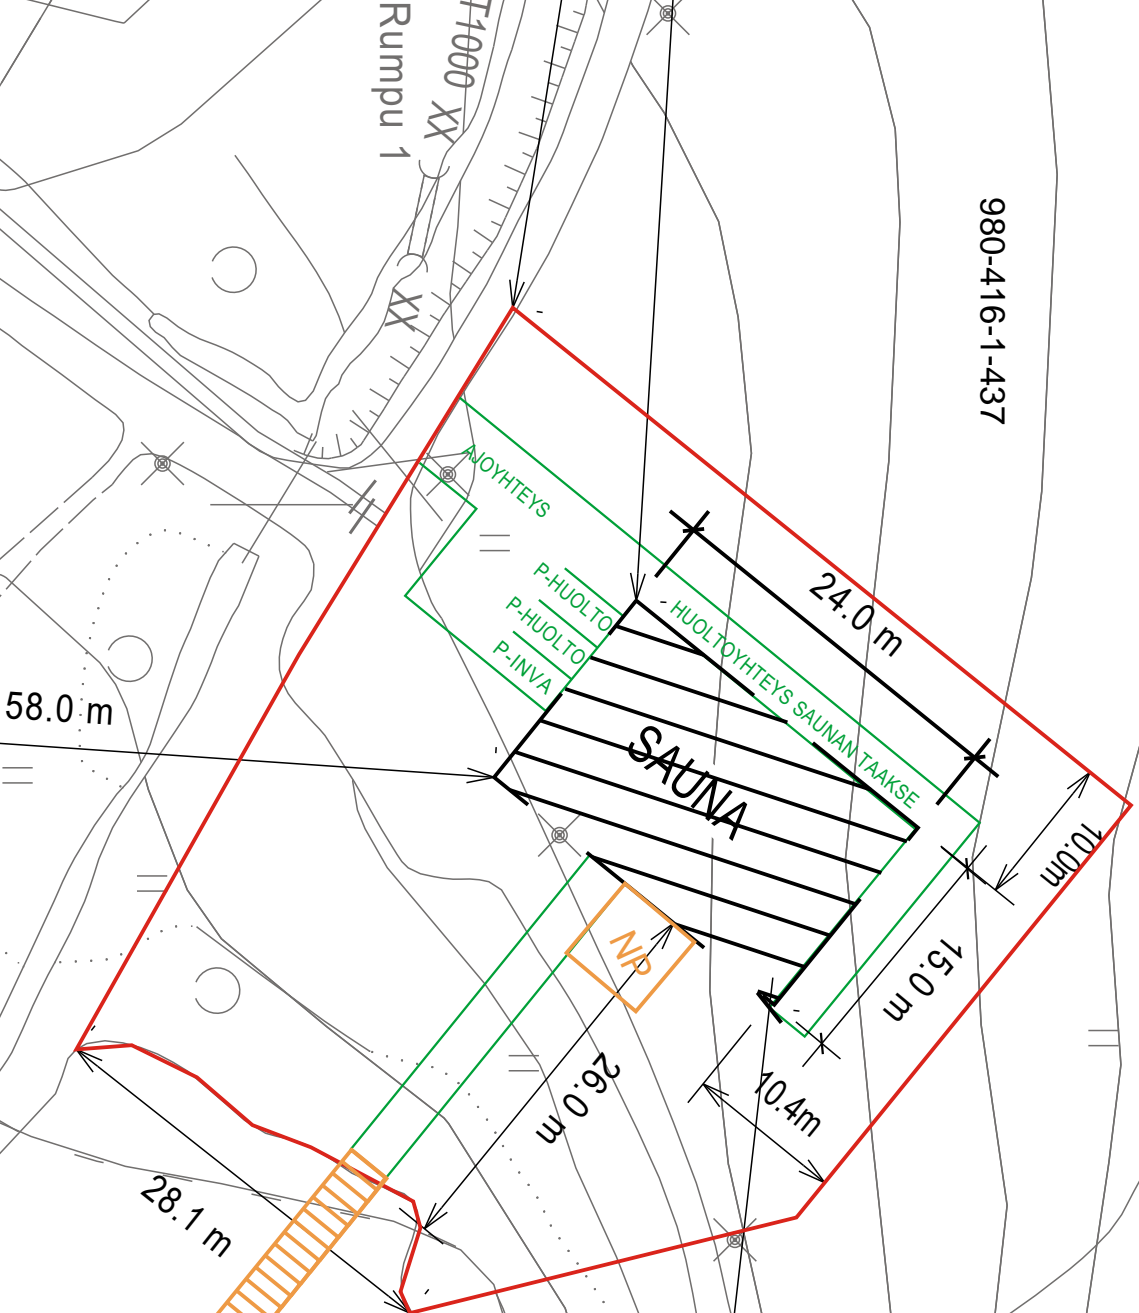 T1000 XX
Rumpu 1
XX
980-416-1-437
AJOYHTEYS
P-HUOLTO
P-HUOLTO
P-INVA
HUOLTOYHTEYS SAUNAN TAAKSE
24.0 m
58.0 m
SAUNA
10.0m
NP
15.0 m
26.0 m
10.4m
28.1 m